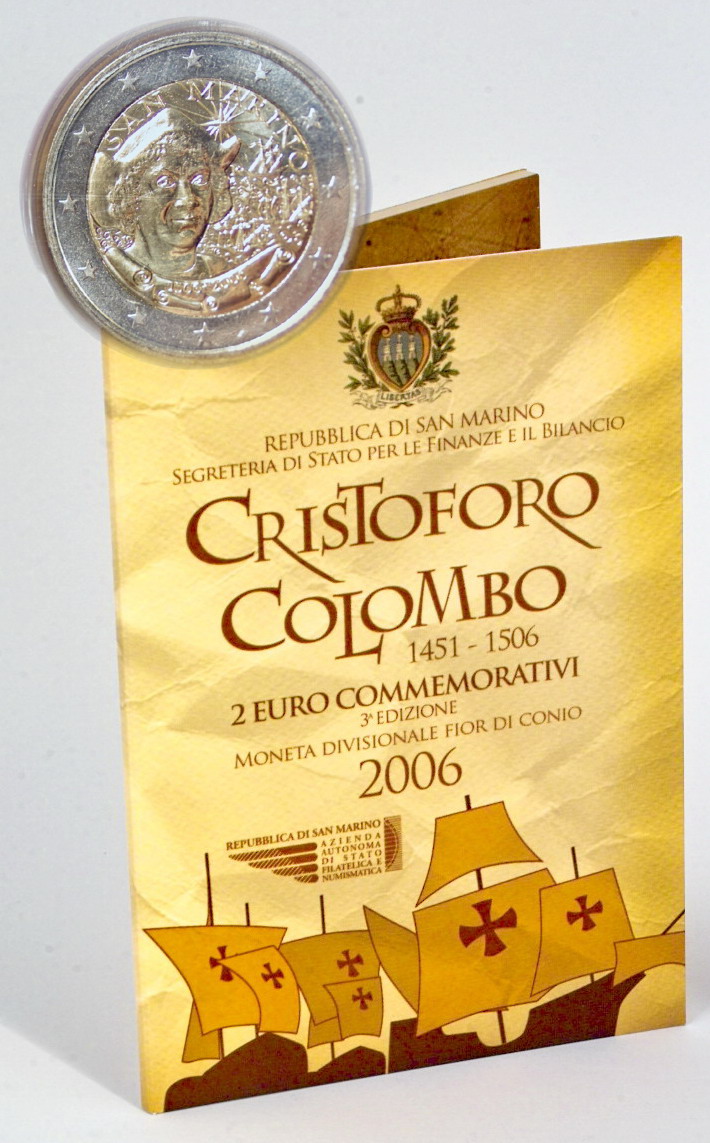 SAN MARINO
1506-2006
LIBERTAS
REPUBBLICA DI SAN MARINO
SEGRETERIA DI STATO PER LE FINANZE E IL BILANCIO
CRISTOFORO
COLOMBO
1451 - 1506
2 EURO COMMEMORATIVI
3ª EDIZIONE
MONETA DIVISIONALE FIOR DI CONIO
2006
REPUBBLICA DI SAN MARINO
AZIENDA
AUTONOMA
DI STATO
FILATELICA E
NUMISMATICA